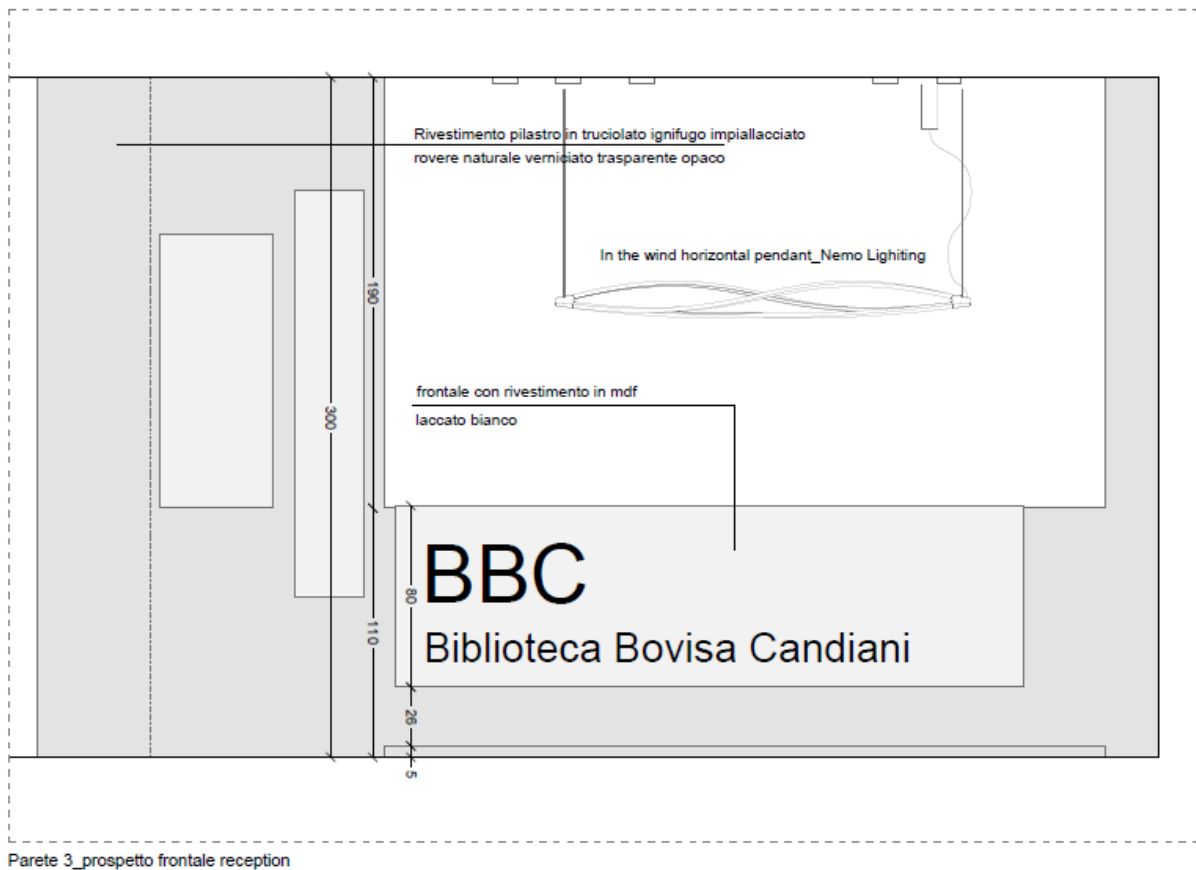 Rivestimento pilastro in truciolato ignifugo impiallacciato
rovere naturale verniciato trasparente opaco
In the wind horizontal pendant_Nemo Lighiting
190
300
frontale con rivestimento in mdf
laccato bianco
BBC
80
110
Biblioteca Bovisa Candiani
26
5
Parete 3_prospetto frontale reception